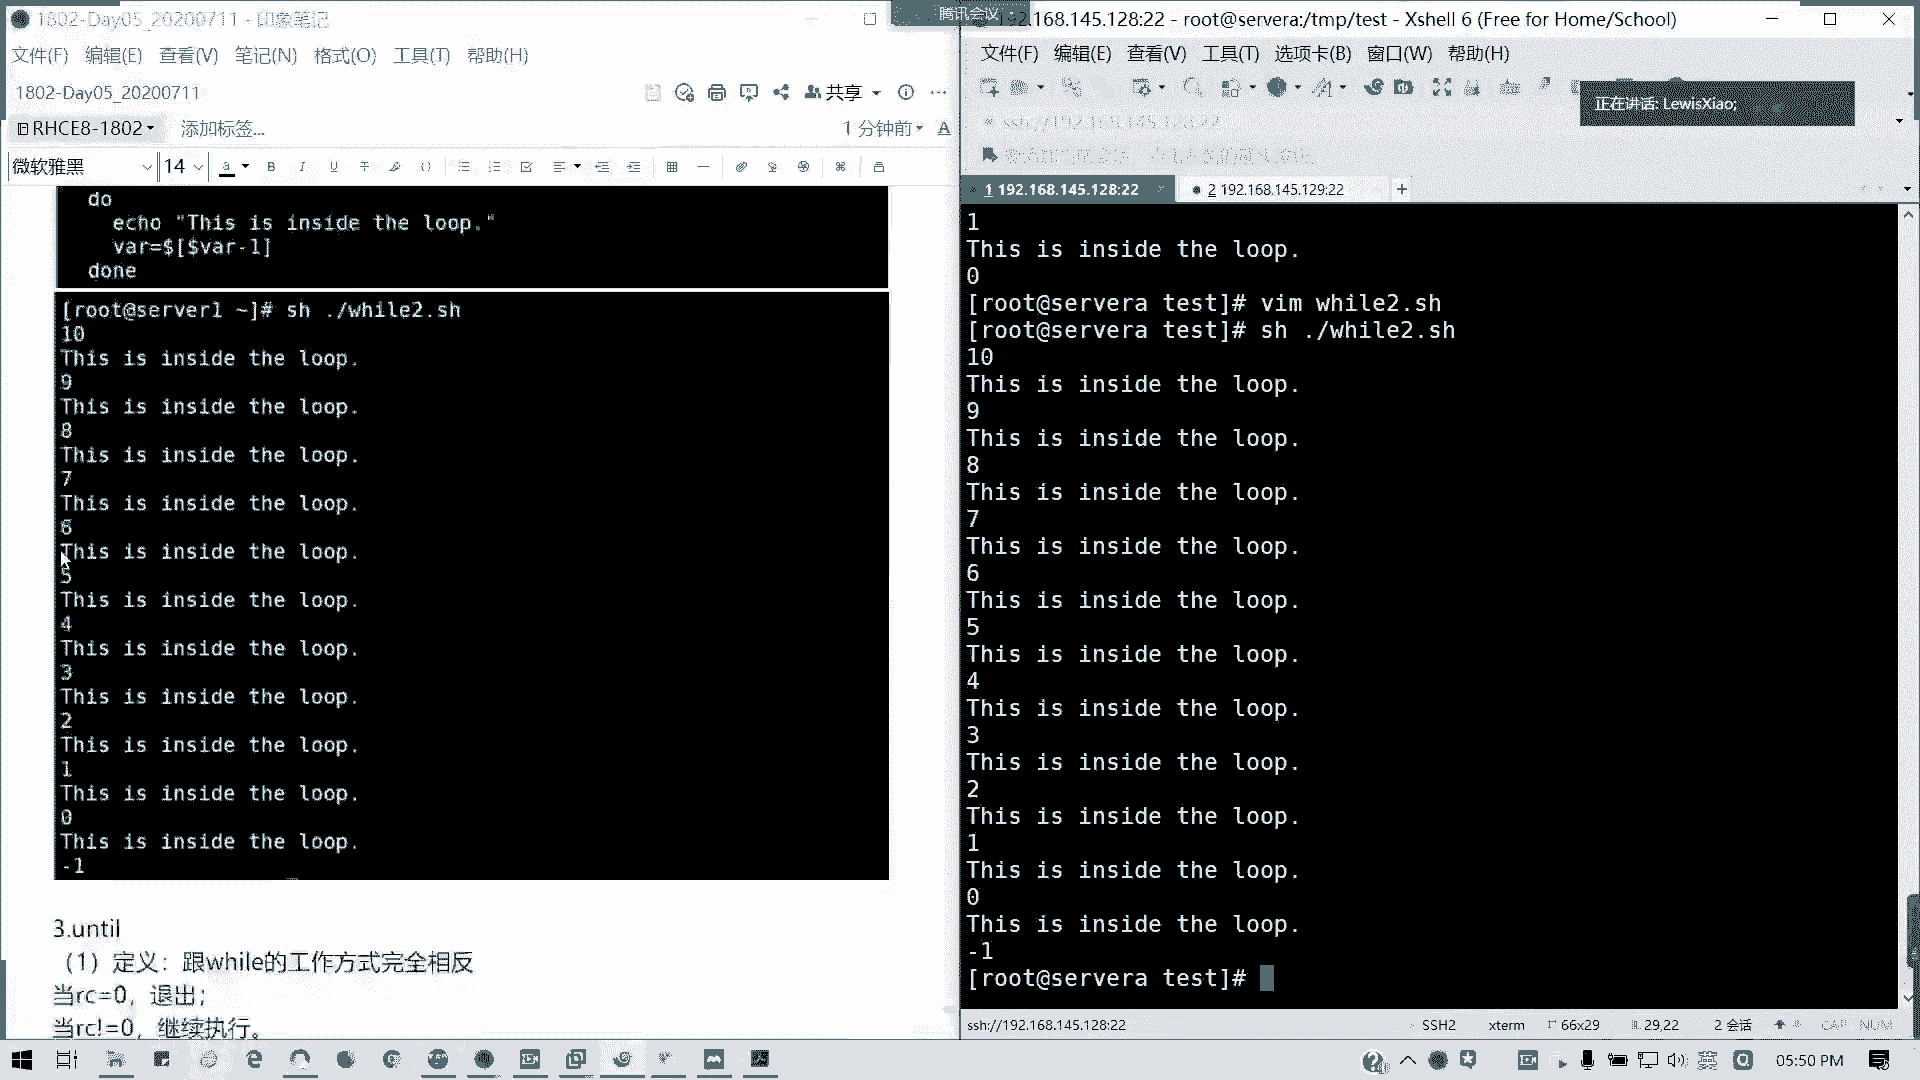 1802-Day05_20200711 - 印象笔记
文件(F) 编辑(E) 查看(V) 笔记(N) 格式(O) 工具(T) 帮助(H)
1802-Day05_20200711
共享
RHCE8-1802 添加标签...
1 分钟前
微软雅黑 14
do
echo "This is inside the loop."
var=$[$var-1]
done
[root@server1 ~]# sh ./while2.sh
10
This is inside the loop.
9
This is inside the loop.
8
This is inside the loop.
7
This is inside the loop.
6
This is inside the loop.
5
This is inside the loop.
4
This is inside the loop.
3
This is inside the loop.
2
This is inside the loop.
1
This is inside the loop.
0
This is inside the loop.
-1
3.until
（1）定义：跟while的工作方式完全相反
当rc=0，退出；
当rc!=0，继续执行。
腾讯会议
192.168.145.128:22 - root@servera:/tmp/test - Xshell 6 (Free for Home/School)
文件(F) 编辑(E) 查看(V) 工具(T) 选项卡(B) 窗口(W) 帮助(H)
正在讲话: LewisXiao;
ssh://192.168.145.128:22
1 192.168.145.128:22
2 192.168.145.129:22
1
This is inside the loop.
0
[root@servera test]# vim while2.sh
[root@servera test]# sh ./while2.sh
10
This is inside the loop.
9
This is inside the loop.
8
This is inside the loop.
7
This is inside the loop.
6
This is inside the loop.
5
This is inside the loop.
4
This is inside the loop.
3
This is inside the loop.
2
This is inside the loop.
1
This is inside the loop.
0
This is inside the loop.
-1
[root@servera test]#
ssh://192.168.145.128:22 SSH2 xterm 66x29 29,22 2 会话 CAP NUM
英 05:50 PM